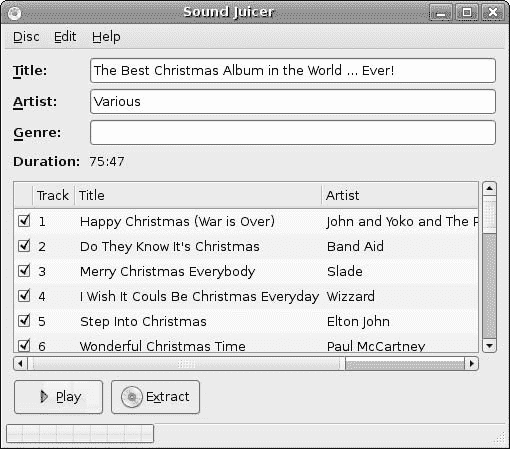 Sound Juicer
Disc Edit Help
Title: The Best Christmas Album in the World ... Ever!
Artist: Various
Genre:
Duration: 75:47
Track Title Artist
1 Happy Christmas (War is Over) John and Yoko and The P
2 Do They Know It's Christmas Band Aid
3 Merry Christmas Everybody Slade
4 I Wish It Couls Be Christmas Everyday Wizzard
5 Step Into Christmas Elton John
6 Wonderful Christmas Time Paul McCartney
Play Extract